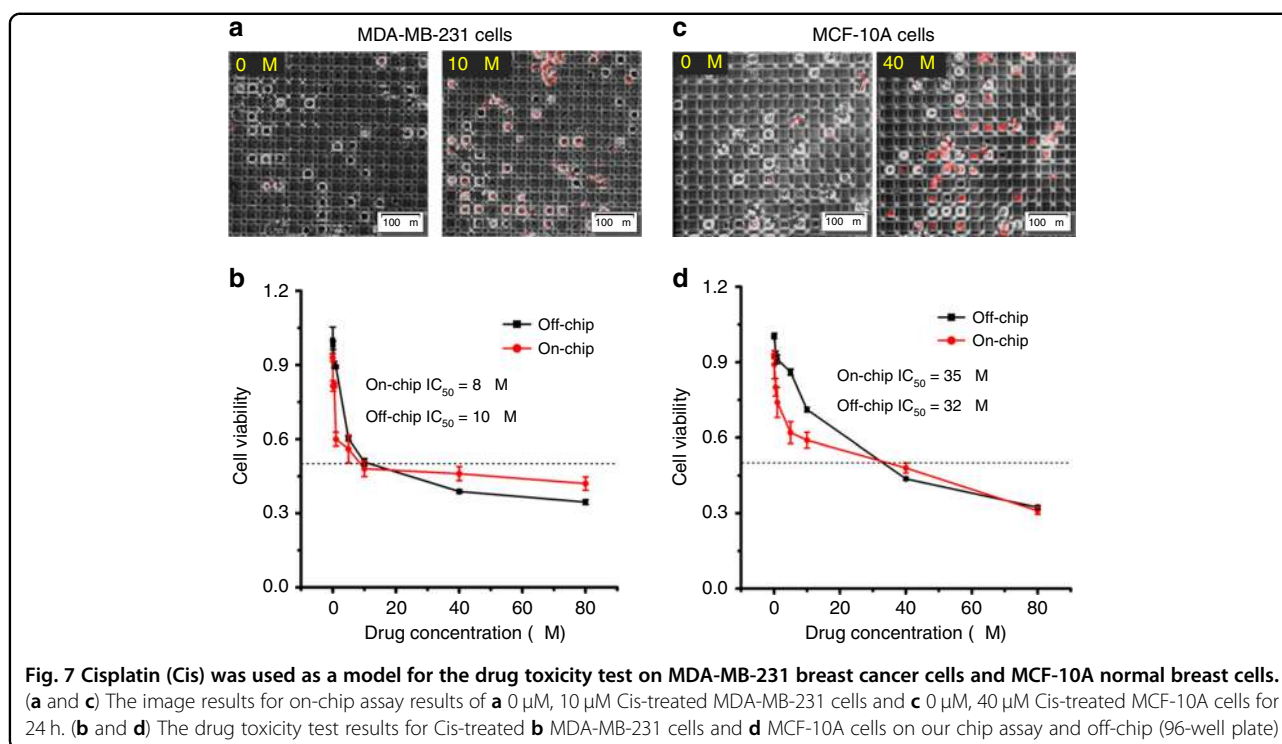 a MDA-MB-231 cells c MCF-10A cells
0 M 10 M 0 M 40 M
100 m 100 m 100 m 100 m
b
1.2
0.9
0.6
0.3
0.0
Cell viability
Off-chip
On-chip
On-chip IC50 = 8 M
Off-chip IC50 = 10 M
0 20 40 60 80
Drug concentration ( M)
d
1.2
0.9
0.6
0.3
0.0
Cell viability
Off-chip
On-chip
On-chip IC50 = 35 M
Off-chip IC50 = 32 M
0 20 40 60 80
Drug concentration ( M)
Fig. 7 Cisplatin (Cis) was used as a model for the drug toxicity test on MDA-MB-231 breast cancer cells and MCF-10A normal breast cells.
(a and c) The image results for on-chip assay results of a 0 μM, 10 μM Cis-treated MDA-MB-231 cells and c 0 μM, 40 μM Cis-treated MCF-10A cells for
24 h. (b and d) The drug toxicity test results for Cis-treated b MDA-MB-231 cells and d MCF-10A cells on our chip assay and off-chip (96-well plate)